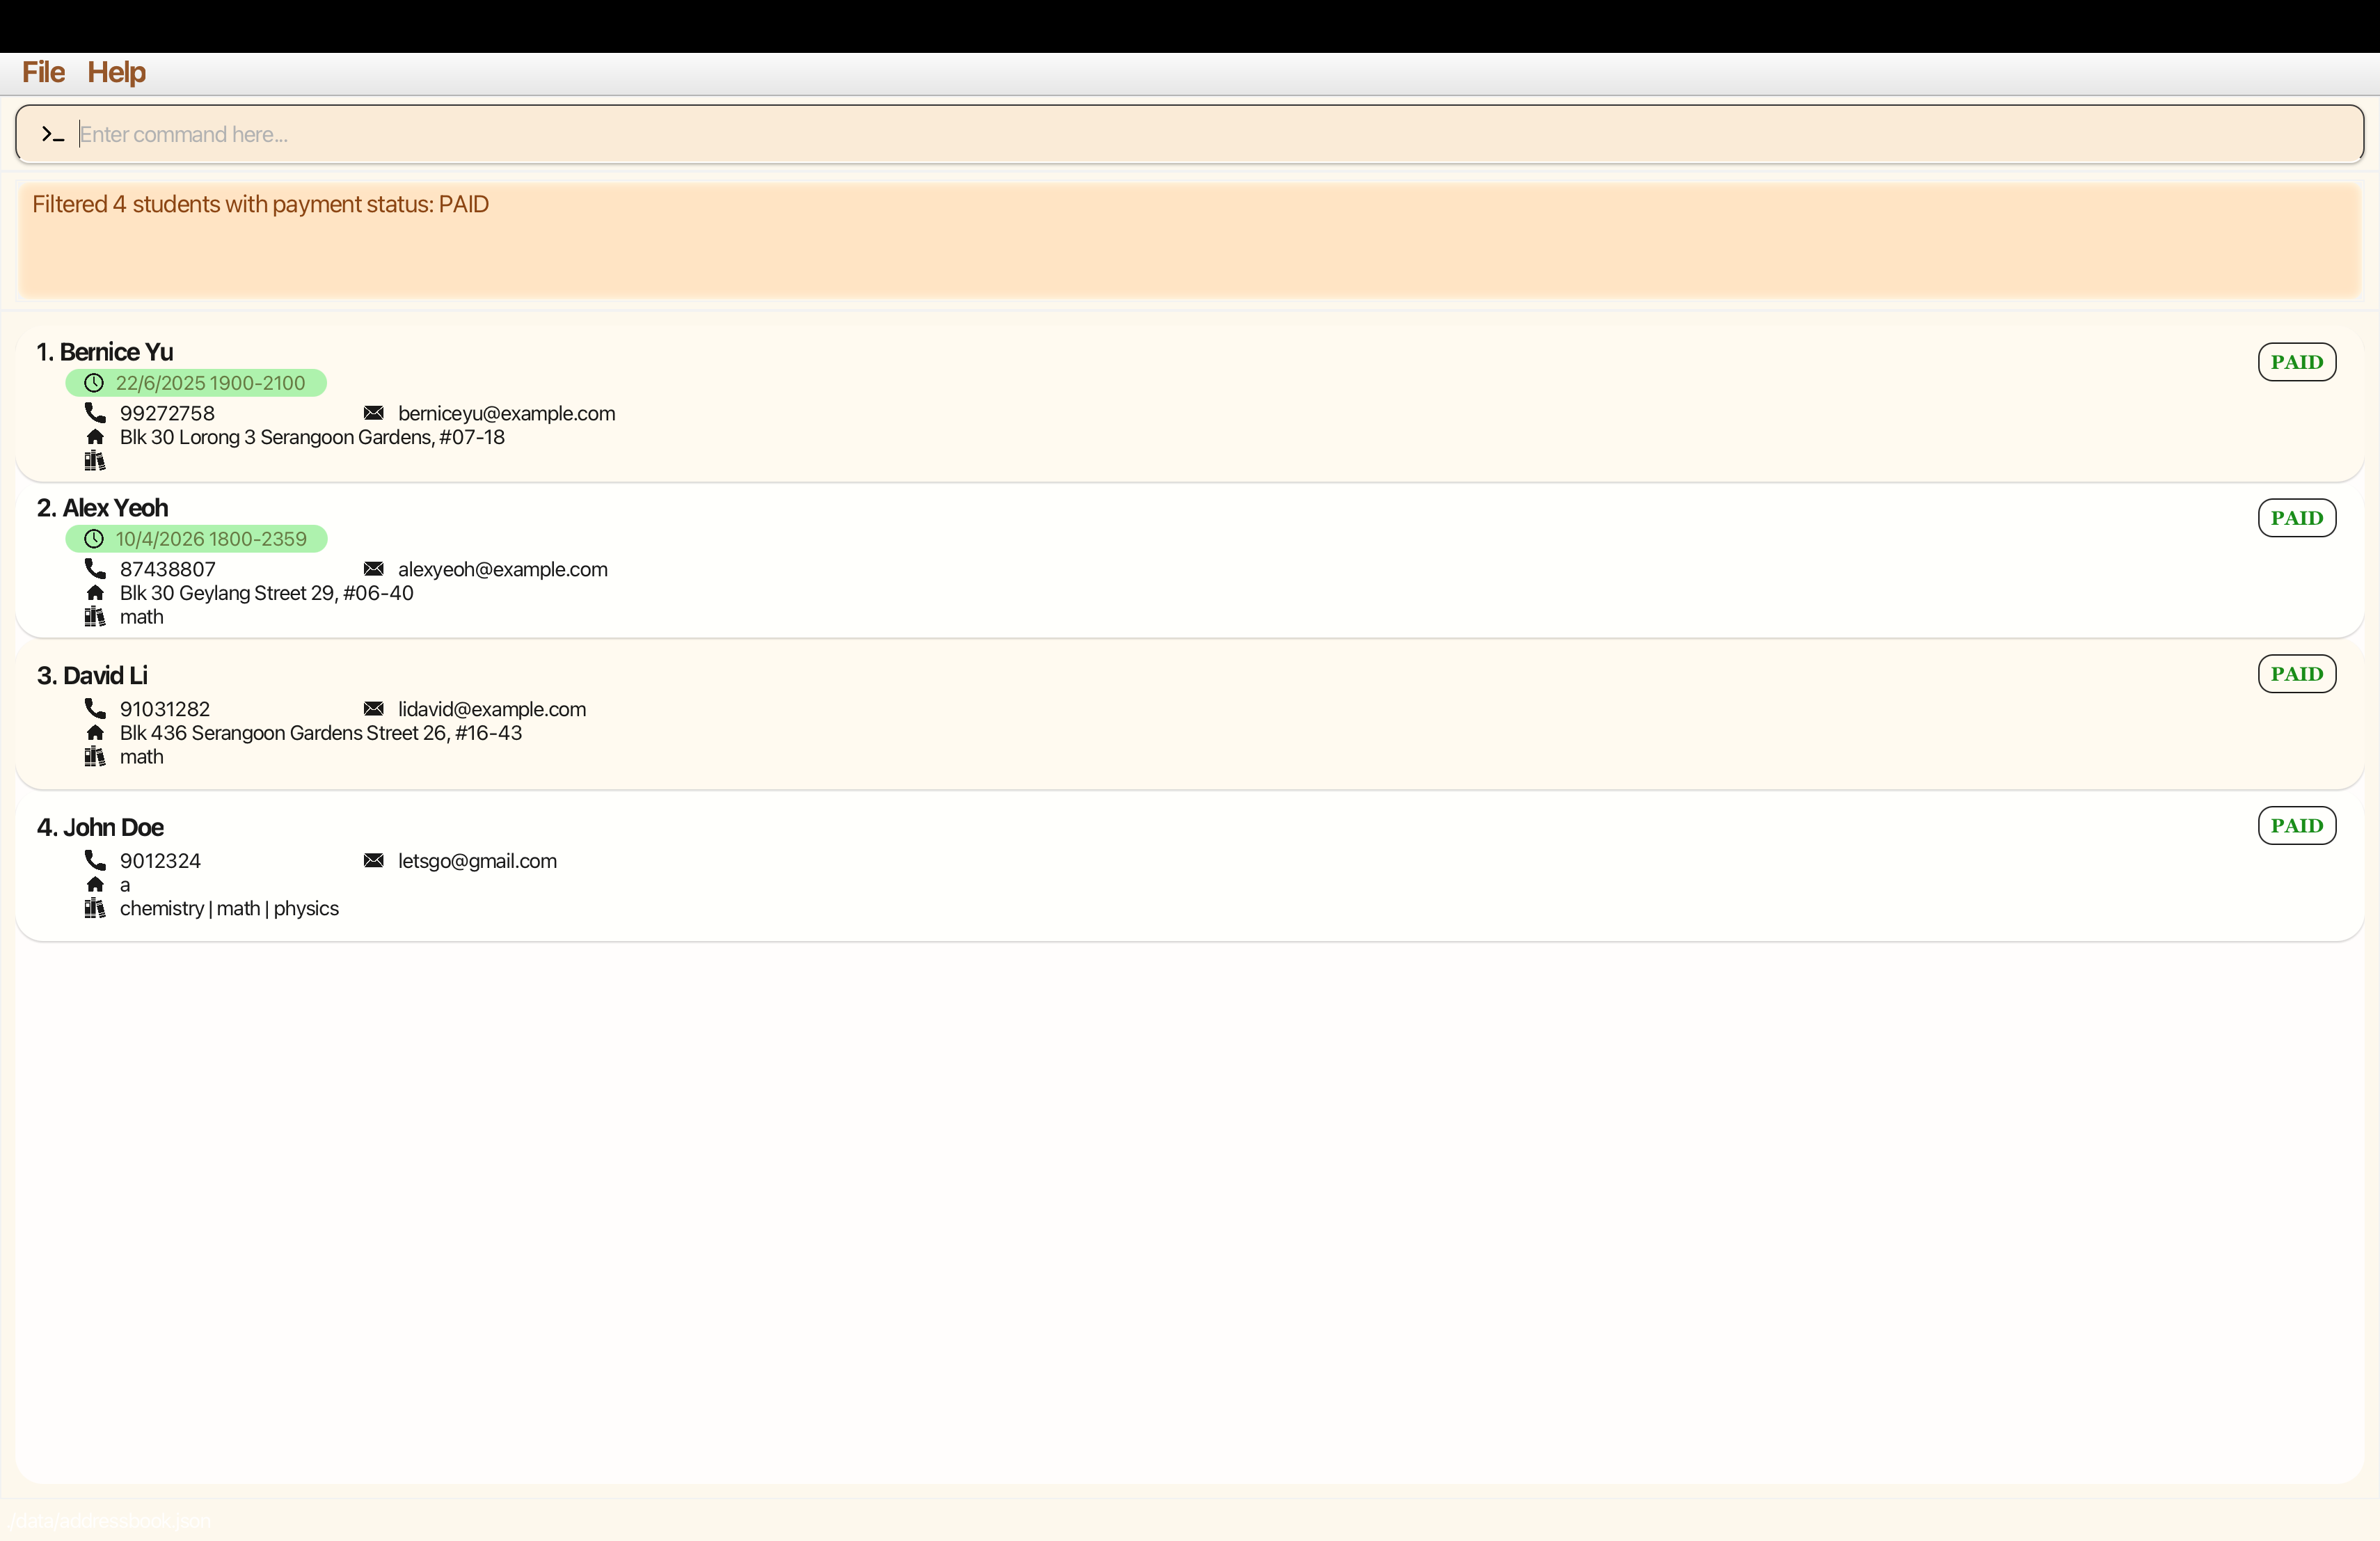 File Help
Enter command here...
Filtered 4 students with payment status: PAID
1. Bernice Yu PAID
22/6/2025 1900-2100
99272758 berniceyu@example.com
Blk 30 Lorong 3 Serangoon Gardens, #07-18
2. Alex Yeoh PAID
10/4/2026 1800-2359
87438807 alexyeoh@example.com
Blk 30 Geylang Street 29, #06-40
math
3. David Li PAID
91031282 lidavid@example.com
Blk 436 Serangoon Gardens Street 26, #16-43
math
4. John Doe PAID
9012324 letsgo@gmail.com
a
chemistry | math | physics
./data/addressbook.json